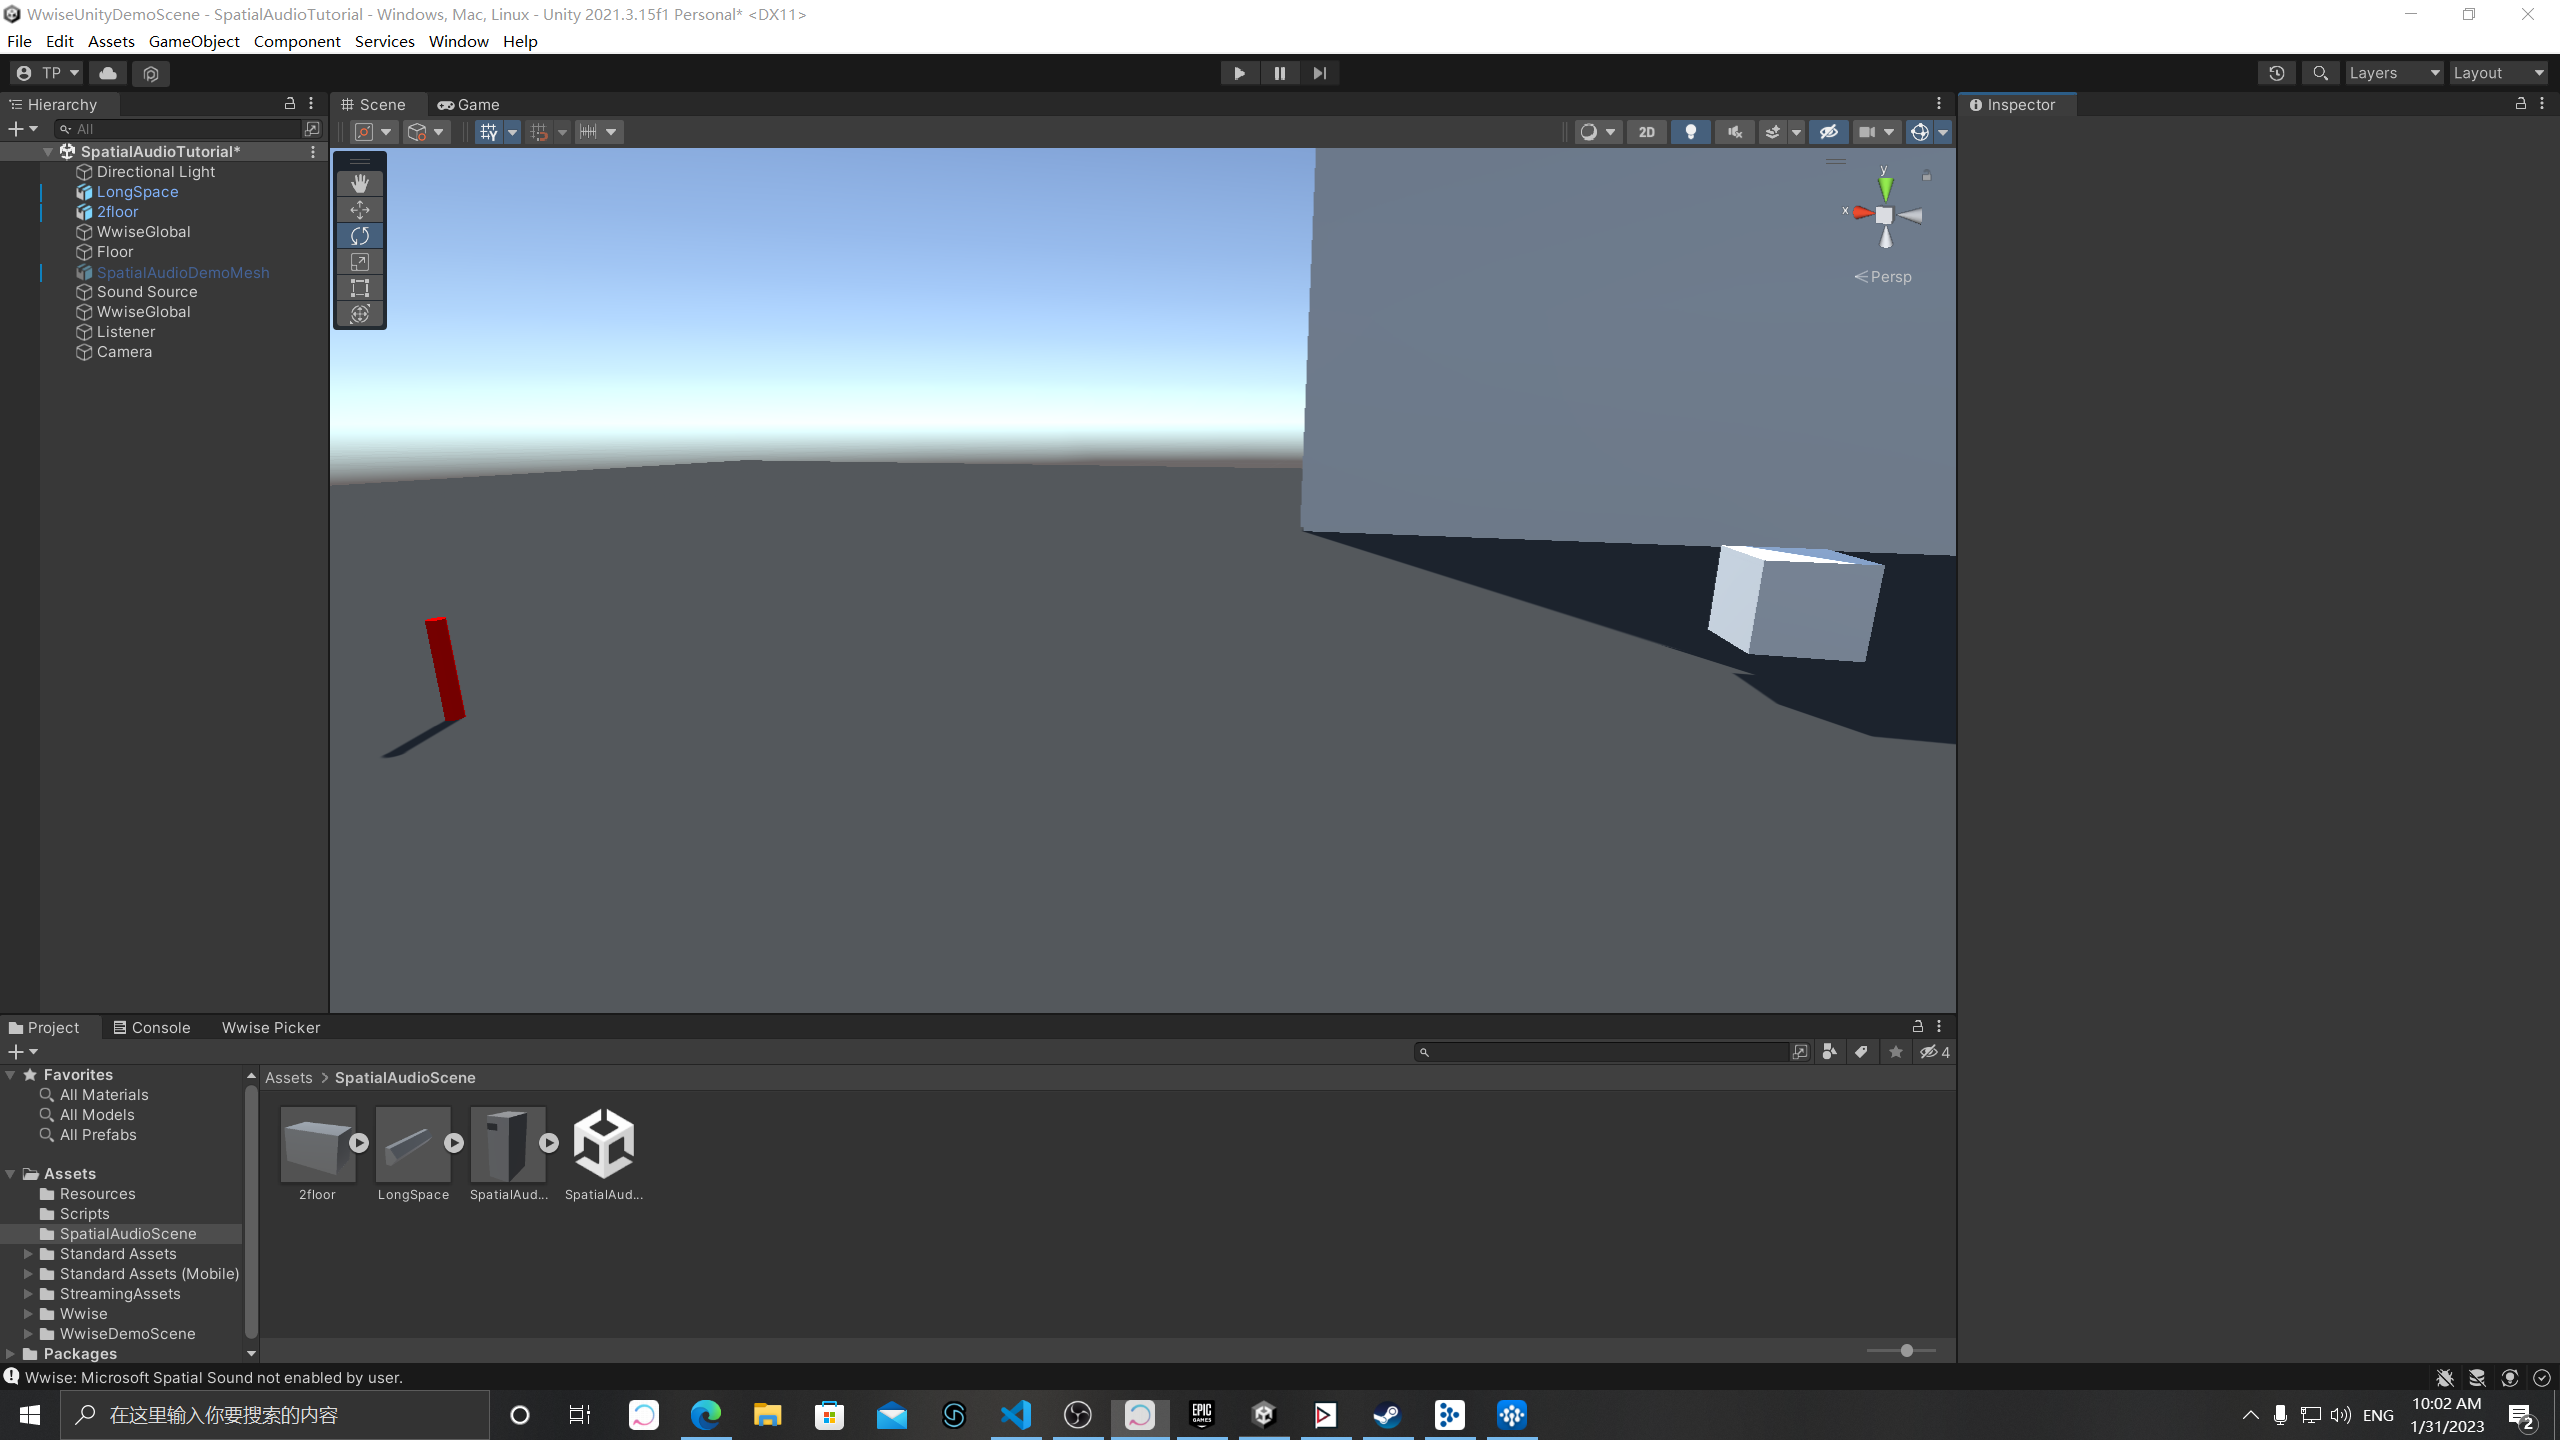 WwiseUnityDemoScene - SpatialAudioTutorial - Windows, Mac, Linux - Unity 2021.3.15f1 Personal* <DX11>
File Edit Assets GameObject Component Services Window Help
TP
Layers
Layout
Hierarchy
Scene
Game
Inspector
All
2D
SpatialAudioTutorial*
Directional Light
LongSpace
2floor
WwiseGlobal
Floor
SpatialAudioDemoMesh
Sound Source
WwiseGlobal
Listener
Camera
y
x
Persp
Project
Console
Wwise Picker
4
Favorites
All Materials
All Models
All Prefabs
Assets
Resources
Scripts
SpatialAudioScene
Standard Assets
Standard Assets (Mobile)
StreamingAssets
Wwise
WwiseDemoScene
Packages
Assets > SpatialAudioScene
2floor
LongSpace
SpatialAud...
SpatialAud...
Wwise: Microsoft Spatial Sound not enabled by user.
在这里输入你要搜索的内容
EPIC
GAMES
ENG
10:02 AM
1/31/2023
2